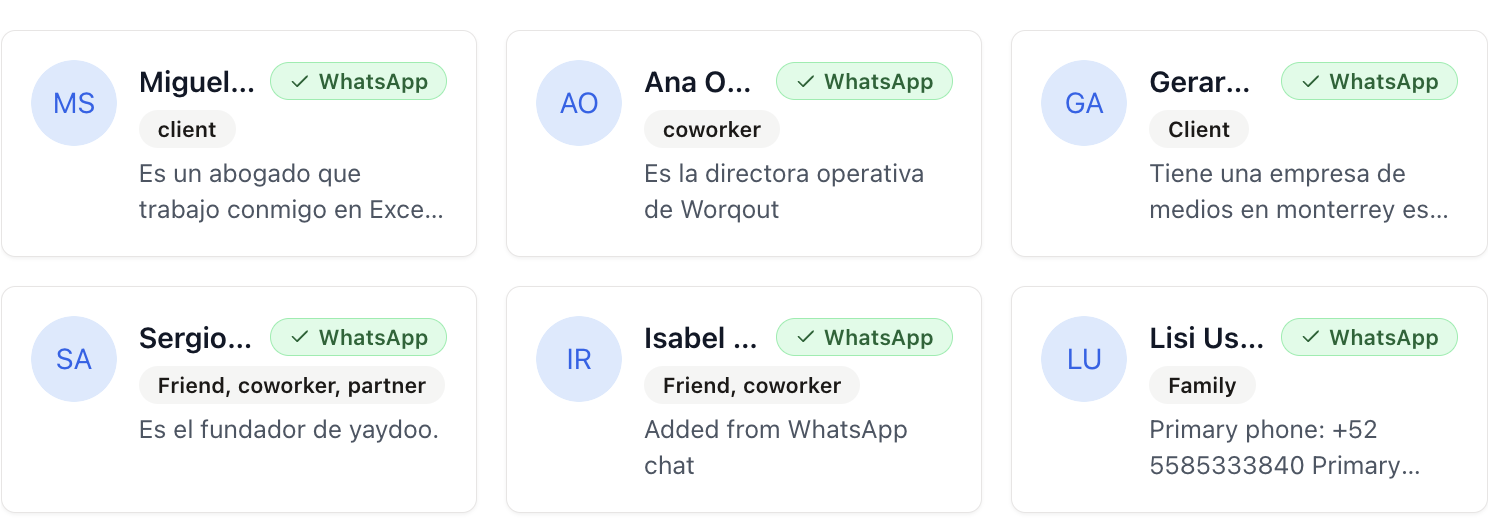 MS
Miguel... ✓ WhatsApp
client
Es un abogado que
trabajo conmigo en Exce...
AO
Ana O... ✓ WhatsApp
coworker
Es la directora operativa
de Worqout
GA
Gerar... ✓ WhatsApp
Client
Tiene una empresa de
medios en monterrey es...
SA
Sergio... ✓ WhatsApp
Friend, coworker, partner
Es el fundador de yaydoo.
IR
Isabel ... ✓ WhatsApp
Friend, coworker
Added from WhatsApp
chat
LU
Lisi Us... ✓ WhatsApp
Family
Primary phone: +52
5585333840 Primary...